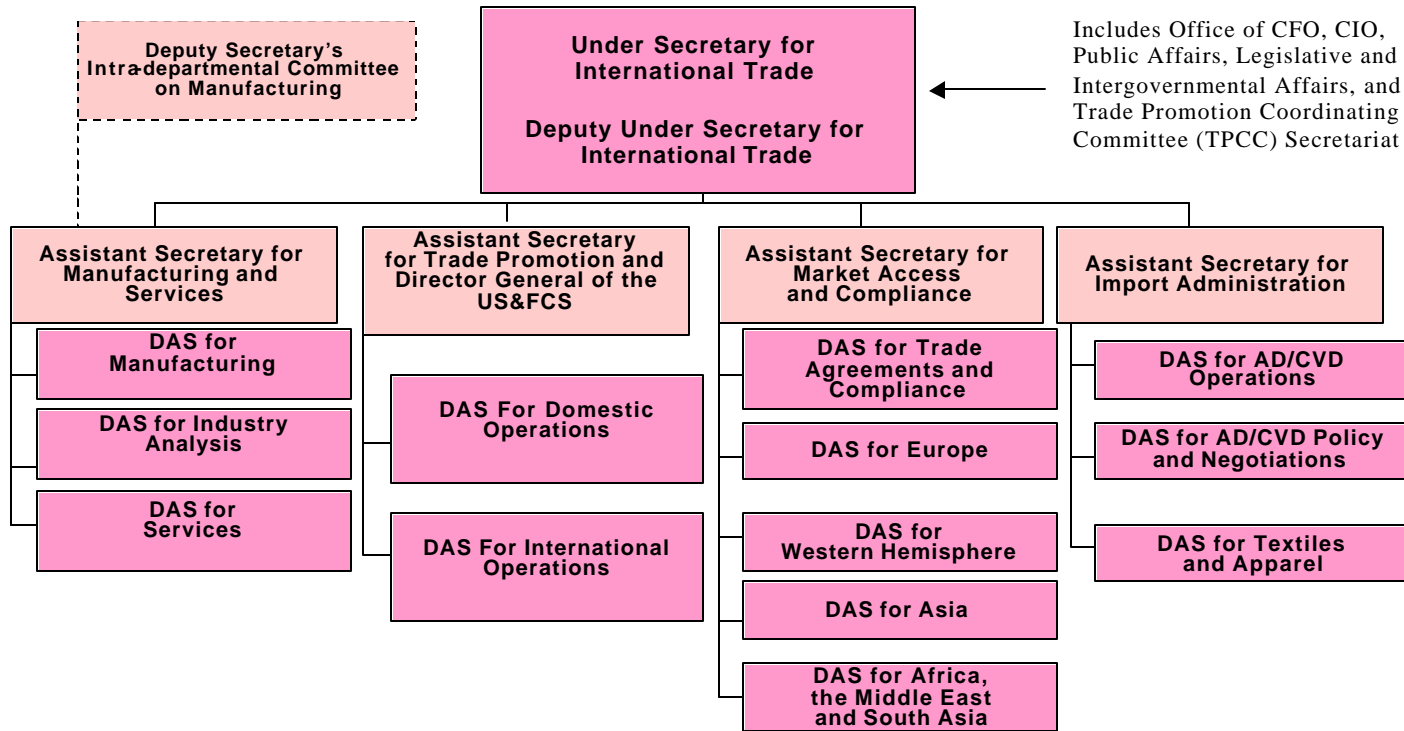 Deputy Secretary's
Intra-departmental Committee
on Manufacturing
Under Secretary for
International Trade
Deputy Under Secretary for
International Trade
Includes Office of CFO, CIO,
Public Affairs, Legislative and
Intergovernmental Affairs, and
Trade Promotion Coordinating
Committee (TPCC) Secretariat
Assistant Secretary for
Manufacturing and
Services
DAS for
Manufacturing
DAS for Industry
Analysis
DAS for
Services
Assistant Secretary
for Trade Promotion and
Director General of the
US&FCS
DAS For Domestic
Operations
DAS For International
Operations
Assistant Secretary for
Market Access
and Compliance
DAS for Trade
Agreements and
Compliance
DAS for Europe
DAS for
Western Hemisphere
DAS for Asia
DAS for Africa,
the Middle East
and South Asia
Assistant Secretary for
Import Administration
DAS for AD/CVD
Operations
DAS for AD/CVD Policy
and Negotiations
DAS for Textiles
and Apparel